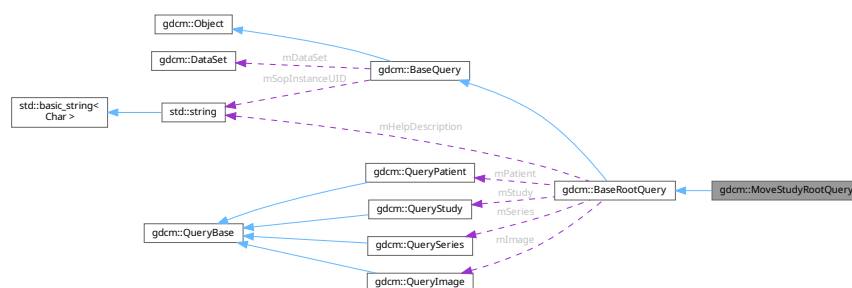 gdcm::Object
gdcm::DataSet
mDataSet
gdcm::BaseQuery
mSopInstanceUID
std::basic_string<
Char >
std::string
mHelpDescription
gdcm::QueryPatient
mPatient
gdcm::BaseRootQuery
gdcm::MoveStudyRootQuery
mStudy
gdcm::QueryStudy
mSeries
gdcm::QueryBase
gdcm::QuerySeries
mImage
gdcm::QueryImage